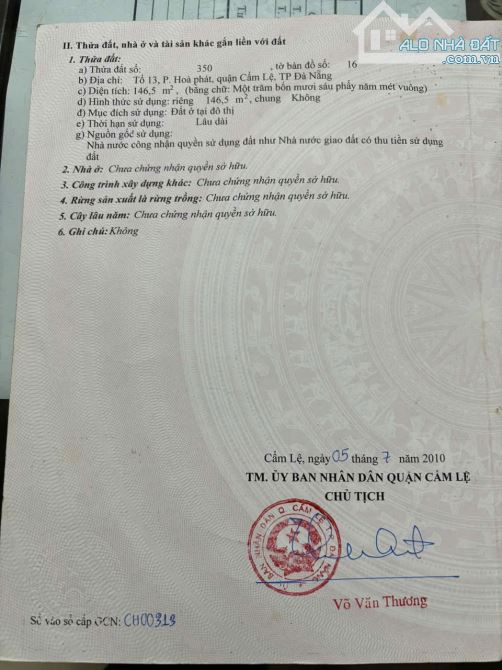 ALO NHÀ ĐẤT
.com.vn
II. Thửa đất, nhà ở và tài sản khác gắn liền với đất
1. Thửa đất:
a) Thửa đất số: 350 , tờ bản đồ số: 16
b) Địa chỉ: Tổ 13, P. Hoà phát, quận Cẩm Lệ, TP Đà Nẵng
c) Diện tích: 146,5 m², (bằng chữ: Một trăm bốn mươi sáu phẩy năm mét vuông)
d) Hình thức sử dụng: riêng 146,5 m², chung Không
đ) Mục đích sử dụng: Đất ở tại đô thị
e) Thời hạn sử dụng: Lâu dài
g) Nguồn gốc sử dụng:
Nhà nước công nhận quyền sử dụng đất như Nhà nước giao đất có thu tiền sử dụng
đất
2. Nhà ở: Chưa chứng nhận quyền sở hữu.
3. Công trình xây dựng khác: Chưa chứng nhận quyền sở hữu.
4. Rừng sản xuất là rừng trồng: Chưa chứng nhận quyền sở hữu.
5. Cây lâu năm: Chưa chứng nhận quyền sở hữu.
6. Ghi chú: Không
Cẩm Lệ, ngày 05 tháng 7 năm 2010
TM. ỦY BAN NHÂN DÂN QUẬN CẨM LỆ
CHỦ TỊCH
ỦY BAN NHÂN DÂN Q. CẨM LỆ T.P ĐÀ NẴNG
Võ Văn Thương
Số vào sổ cấp GCN: CH00313